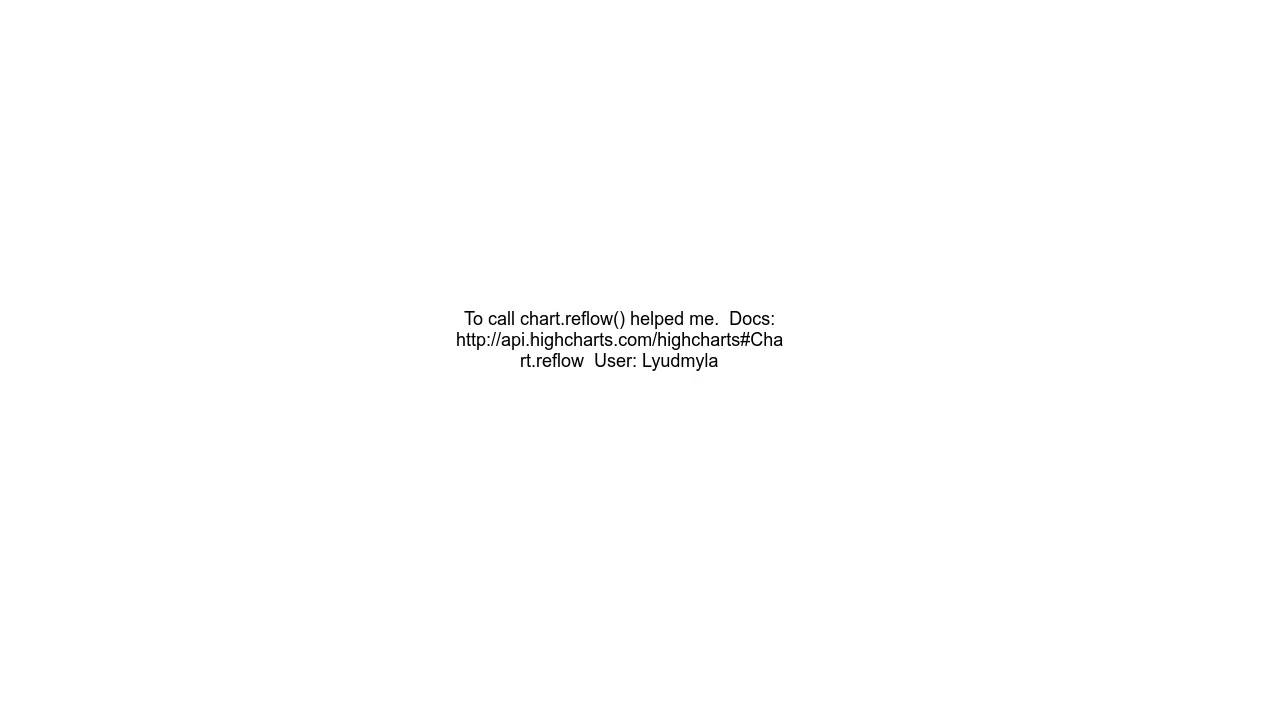 To call chart.reflow() helped me.  Docs:
http://api.highcharts.com/highcharts#Cha
rt.reflow  User: Lyudmyla